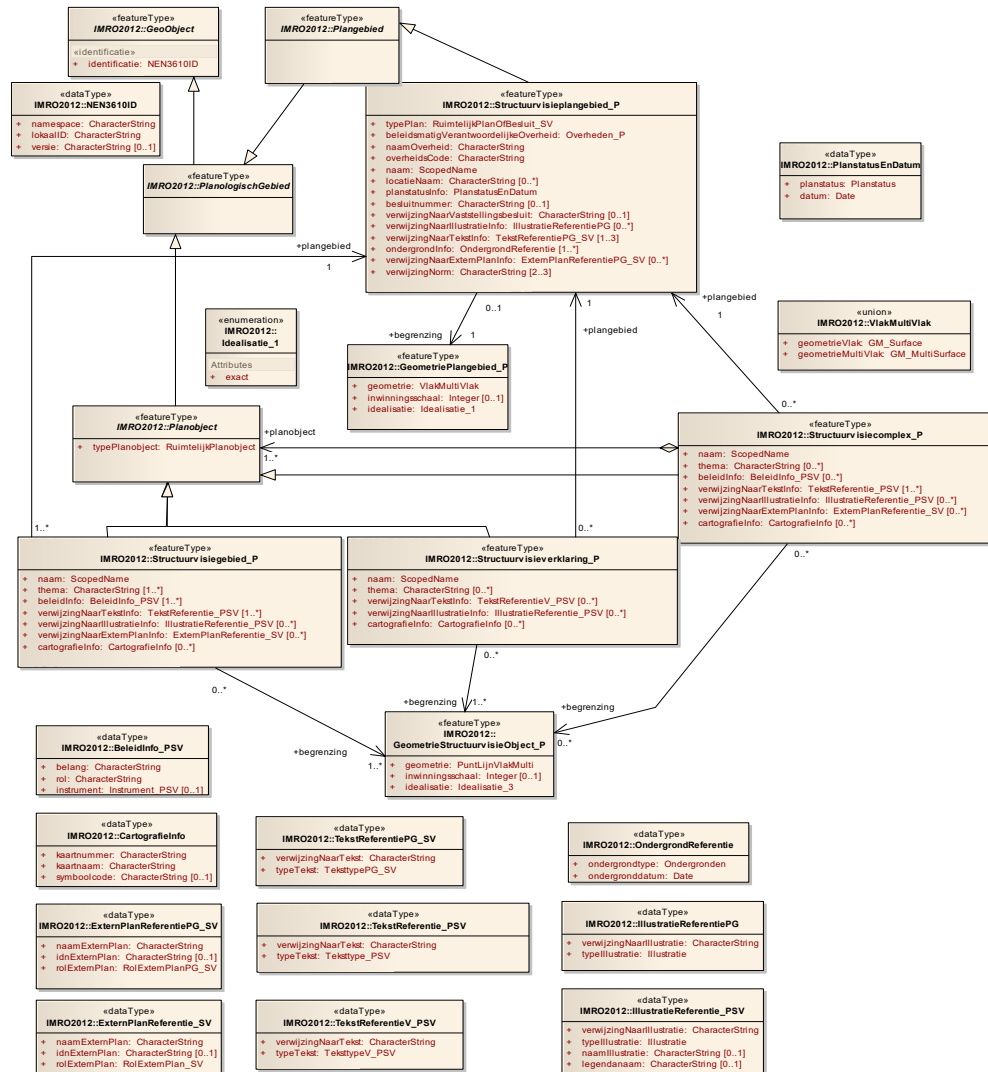 «featureType»
IMRO2012::GeoObject
«identificatie»
+ identificatie: NEN3610ID
«featureType»
IMRO2012::Plangebied
«dataType»
IMRO2012::NEN3610ID
+ namespace: CharacterString
+ lokaalID: CharacterString
+ versie: CharacterString [0..1]
«featureType»
IMRO2012::Structuurvisieplangebied_P
+ typePlan: RuimtelijkPlanOfBesluit_SV
+ beleidsmatigVerantwoordelijkeOverheid: Overheden_P
+ naamOverheid: CharacterString
+ overheidsCode: CharacterString
+ naam: ScopedName
+ locatieNaam: CharacterString [0..*]
+ planstatusInfo: PlanstatusEnDatum
+ besluitnummer: CharacterString [0..1]
+ verwijzingNaarVaststellingsbesluit: CharacterString [0..1]
+ verwijzingNaarIllustratieInfo: IllustratieReferentiePG [0..*]
+ verwijzingNaarTekstInfo: TekstReferentiePG_SV [1..3]
+ ondergrondInfo: OndergrondReferentie [1..*]
+ verwijzingNaarExternPlanInfo: ExternPlanReferentiePG_SV [0..*]
+ verwijzingNorm: CharacterString [2..3]
«dataType»
IMRO2012::PlanstatusEnDatum
+ planstatus: Planstatus
+ datum: Date
«featureType»
IMRO2012::PlanologischGebied
+plangebied
1
0..1
1
+plangebied
+plangebied
1
«enumeration»
IMRO2012::
Idealisatie_1
Attributes
+ exact
+begrenzing
1
«featureType»
IMRO2012::GeometriePlangebied_P
+ geometrie: VlakMultiVlak
+ inwinningsschaal: Integer [0..1]
+ idealisatie: Idealisatie_1
«union»
IMRO2012::VlakMultiVlak
+ geometrieVlak: GM_Surface
+ geometrieMultiVlak: GM_MultiSurface
0..*
«featureType»
IMRO2012::Planobject
+ typePlanobject: RuimtelijkPlanobject
+planobject
1..*
«featureType»
IMRO2012::Structuurvisiecomplex_P
+ naam: ScopedName
+ thema: CharacterString [0..*]
+ beleidInfo: BeleidInfo_PSV [0..*]
+ verwijzingNaarTekstInfo: TekstReferentie_PSV [1..*]
+ verwijzingNaarIllustratieInfo: IllustratieReferentie_PSV [0..*]
+ verwijzingNaarExternPlanInfo: ExternPlanReferentie_SV [0..*]
+ cartografieInfo: CartografieInfo [0..*]
1..*
0..*
0..*
«featureType»
IMRO2012::Structuurvisiegebied_P
+ naam: ScopedName
+ thema: CharacterString [1..*]
+ beleidInfo: BeleidInfo_PSV [1..*]
+ verwijzingNaarTekstInfo: TekstReferentie_PSV [1..*]
+ verwijzingNaarIllustratieInfo: IllustratieReferentie_PSV [0..*]
+ verwijzingNaarExternPlanInfo: ExternPlanReferentie_SV [0..*]
+ cartografieInfo: CartografieInfo [0..*]
«featureType»
IMRO2012::Structuurvisieverklaring_P
+ naam: ScopedName
+ thema: CharacterString [0..*]
+ verwijzingNaarTekstInfo: TekstReferentieV_PSV [0..*]
+ verwijzingNaarIllustratieInfo: IllustratieReferentie_PSV [0..*]
+ cartografieInfo: CartografieInfo [0..*]
0..*
0..*
+begrenzing
1..*
+begrenzing
0..*
+begrenzing
1..*
«featureType»
IMRO2012::
GeometrieStructuurvisieObject_P
+ geometrie: PuntLijnVlakMulti
+ inwinningsschaal: Integer [0..1]
+ idealisatie: Idealisatie_3
«dataType»
IMRO2012::BeleidInfo_PSV
+ belang: CharacterString
+ rol: CharacterString
+ instrument: Instrument_PSV [0..1]
«dataType»
IMRO2012::CartografieInfo
+ kaartnummer: CharacterString
+ kaartnaam: CharacterString
+ symboolcode: CharacterString [0..1]
«dataType»
IMRO2012::TekstReferentiePG_SV
+ verwijzingNaarTekst: CharacterString
+ typeTekst: TeksttypePG_SV
«dataType»
IMRO2012::OndergrondReferentie
+ ondergrondtype: Ondergronden
+ ondergronddatum: Date
«dataType»
IMRO2012::ExternPlanReferentiePG_SV
+ naamExternPlan: CharacterString
+ idnExternPlan: CharacterString [0..1]
+ rolExternPlan: RolExternPlanPG_SV
«dataType»
IMRO2012::TekstReferentie_PSV
+ verwijzingNaarTekst: CharacterString
+ typeTekst: Teksttype_PSV
«dataType»
IMRO2012::IllustratieReferentiePG
+ verwijzingNaarIllustratie: CharacterString
+ typeIllustratie: Illustratie
«dataType»
IMRO2012::ExternPlanReferentie_SV
+ naamExternPlan: CharacterString
+ idnExternPlan: CharacterString [0..1]
+ rolExternPlan: RolExternPlan_SV
«dataType»
IMRO2012::TekstReferentieV_PSV
+ verwijzingNaarTekst: CharacterString
+ typeTekst: TeksttypeV_PSV
«dataType»
IMRO2012::IllustratieReferentie_PSV
+ verwijzingNaarIllustratie: CharacterString
+ typeIllustratie: Illustratie
+ naamIllustratie: CharacterString [0..1]
+ legendanaam: CharacterString [0..1]